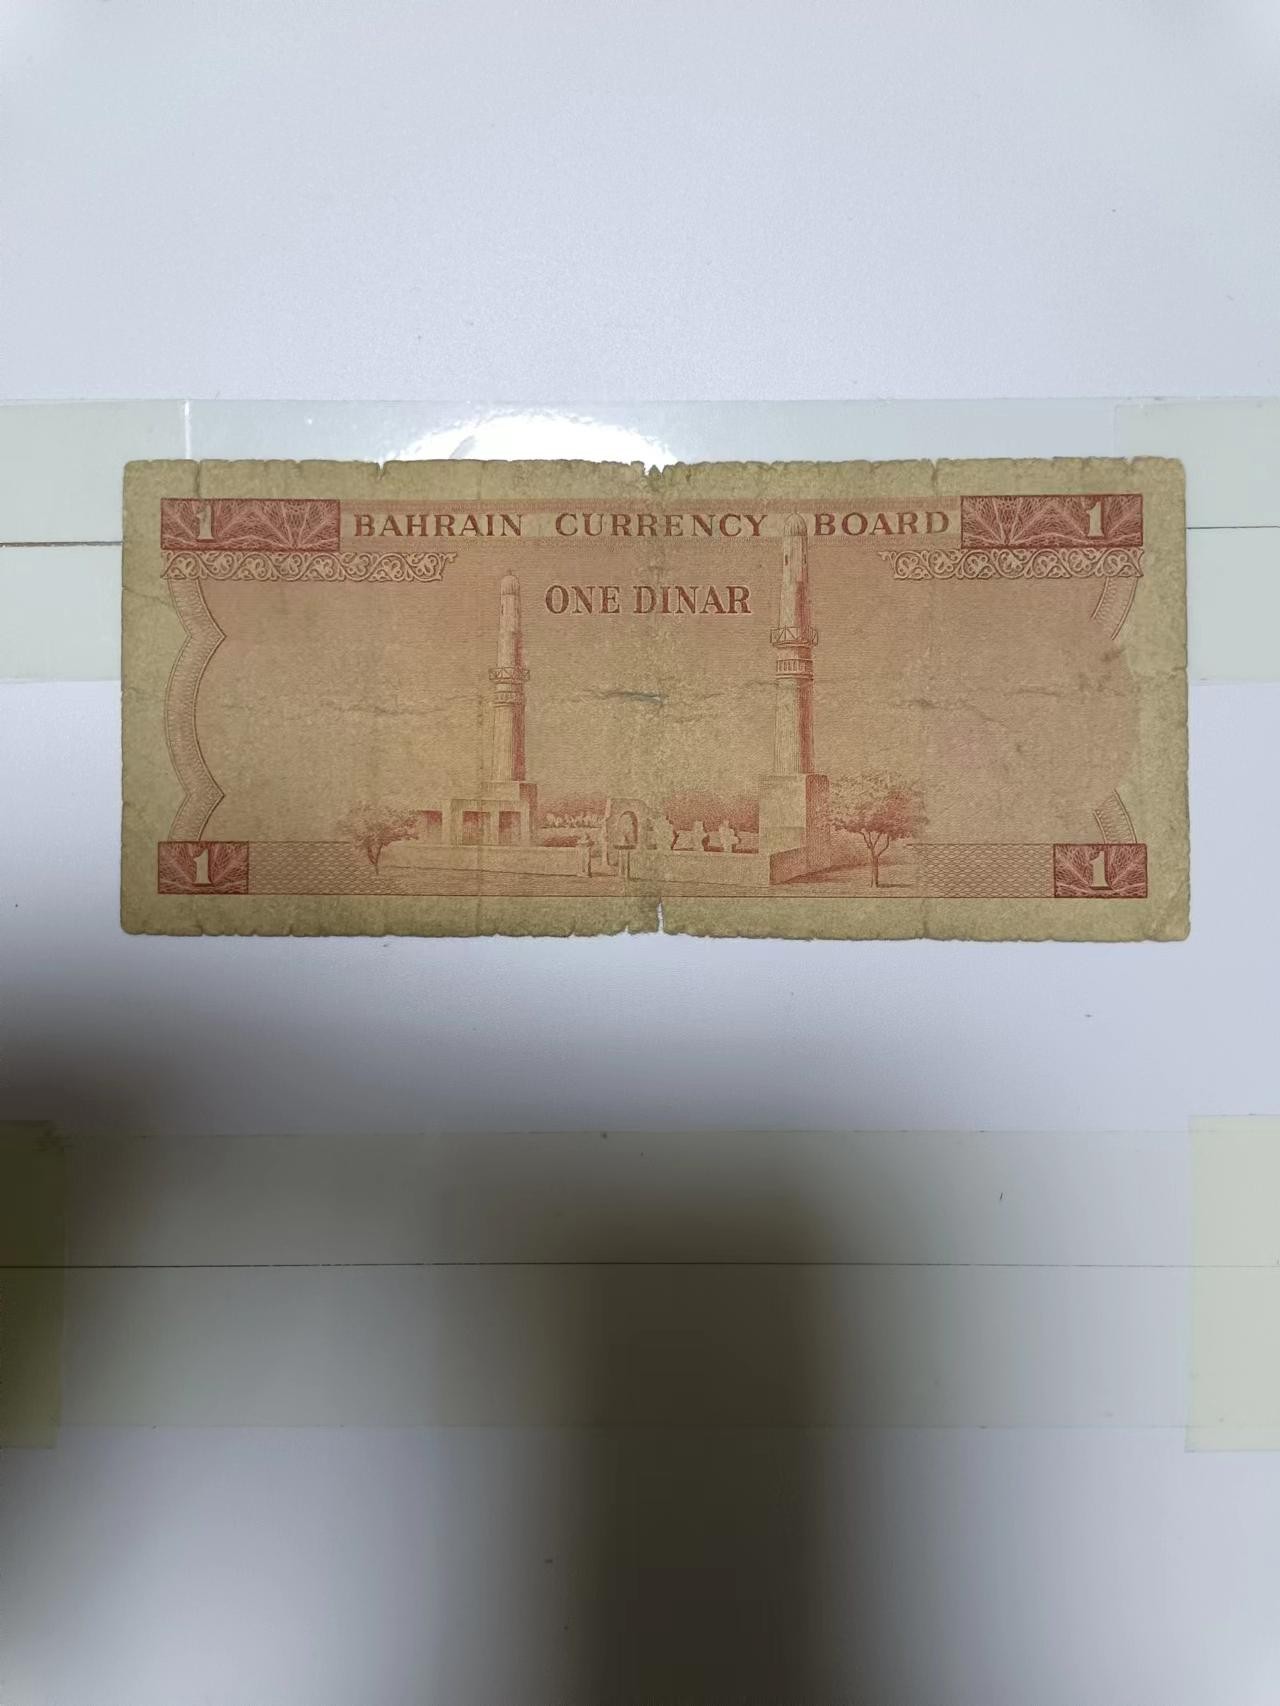 1 BAHRAIN CURRENCY BOARD 1
ONE DINAR
1 1